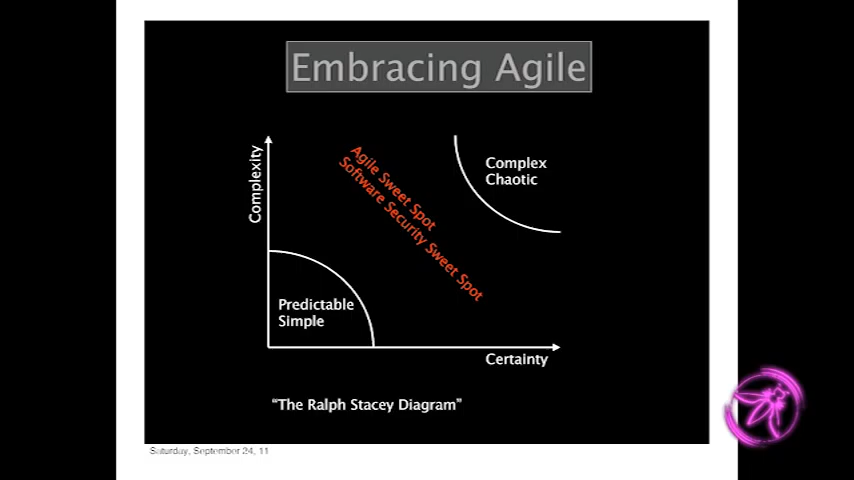 Embracing Agile
Complexity
Agile Sweet Spot
Software Security Sweet Spot
Complex
Chaotic
Predictable
Simple
Certainty
“The Ralph Stacey Diagram”
Saturday, September 24, 11